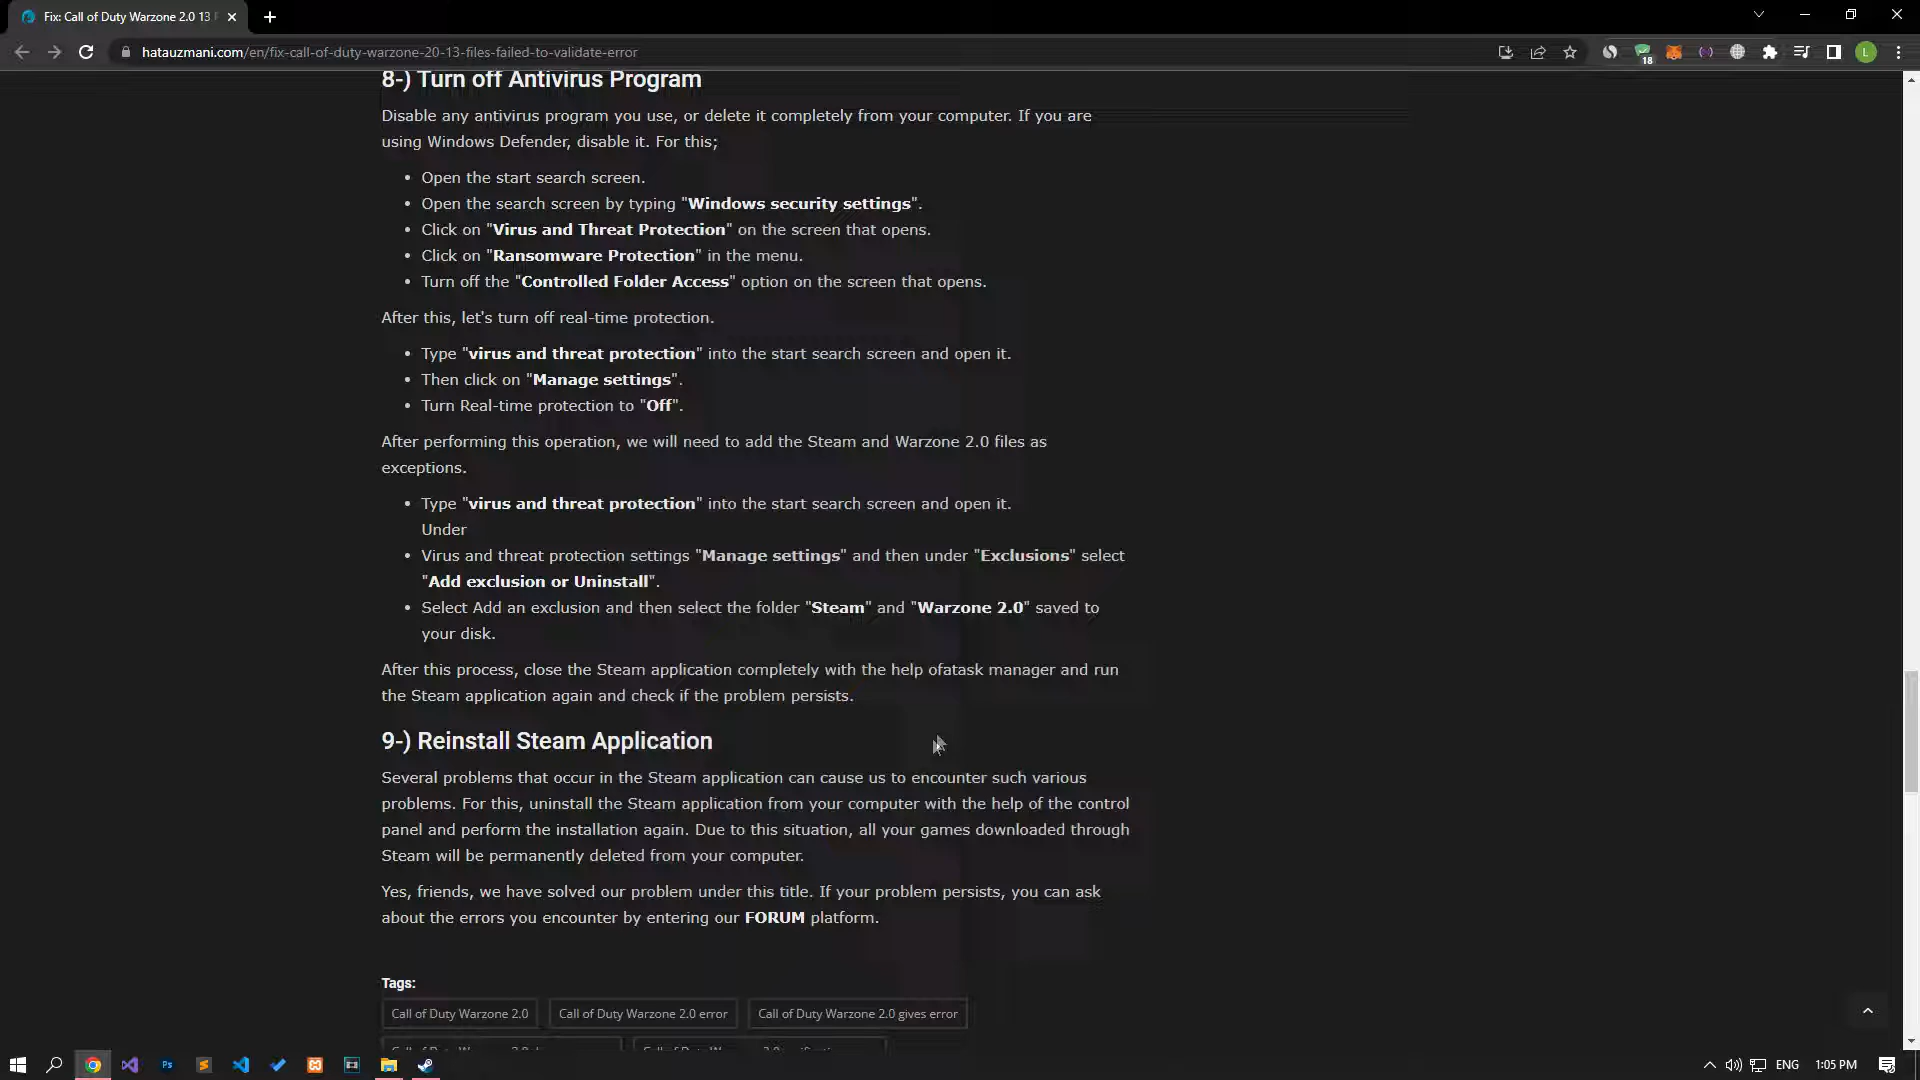 Fix: Call of Duty Warzone 2.0 13 F
hatauzmani.com/en/fix-call-of-duty-warzone-20-13-files-failed-to-validate-error
18
L
8-) Turn off Antivirus Program
Disable any antivirus program you use, or delete it completely from your computer. If you are
using Windows Defender, disable it. For this;
• Open the start search screen.
• Open the search screen by typing "Windows security settings".
• Click on "Virus and Threat Protection" on the screen that opens.
• Click on "Ransomware Protection" in the menu.
• Turn off the "Controlled Folder Access" option on the screen that opens.
After this, let's turn off real-time protection.
• Type "virus and threat protection" into the start search screen and open it.
• Then click on "Manage settings".
• Turn Real-time protection to "Off".
After performing this operation, we will need to add the Steam and Warzone 2.0 files as
exceptions.
• Type "virus and threat protection" into the start search screen and open it.
Under
• Virus and threat protection settings "Manage settings" and then under "Exclusions" select
"Add exclusion or Uninstall".
• Select Add an exclusion and then select the folder "Steam" and "Warzone 2.0" saved to
your disk.
After this process, close the Steam application completely with the help ofatask manager and run
the Steam application again and check if the problem persists.
9-) Reinstall Steam Application
Several problems that occur in the Steam application can cause us to encounter such various
problems. For this, uninstall the Steam application from your computer with the help of the control
panel and perform the installation again. Due to this situation, all your games downloaded through
Steam will be permanently deleted from your computer.
Yes, friends, we have solved our problem under this title. If your problem persists, you can ask
about the errors you encounter by entering our FORUM platform.
Tags:
Call of Duty Warzone 2.0 Call of Duty Warzone 2.0 error Call of Duty Warzone 2.0 gives error
Ps
ENG 1:05 PM